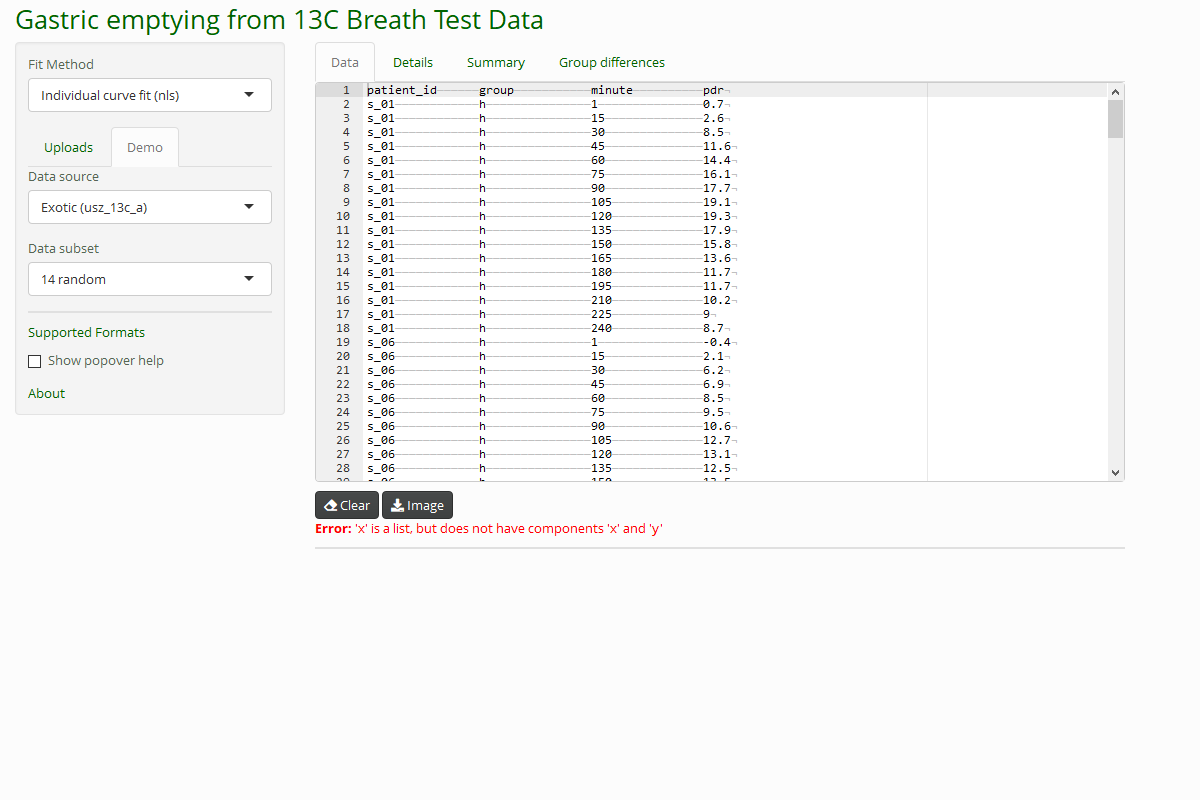 Gastric emptying from 13C Breath Test Data
Fit Method
Individual curve fit (nls)
Uploads Demo
Data source
Exotic (usz_13c_a)
Data subset
14 random
Supported Formats
Show popover help
About
Data Details Summary Group differences
1 patient_id group minute pdr
2 s_01 h 1 0.7
3 s_01 h 15 2.6
4 s_01 h 30 8.5
5 s_01 h 45 11.6
6 s_01 h 60 14.4
7 s_01 h 75 16.1
8 s_01 h 90 17.7
9 s_01 h 105 19.1
10 s_01 h 120 19.3
11 s_01 h 135 17.9
12 s_01 h 150 15.8
13 s_01 h 165 13.6
14 s_01 h 180 11.7
15 s_01 h 195 11.7
16 s_01 h 210 10.2
17 s_01 h 225 9
18 s_01 h 240 8.7
19 s_06 h 1 -0.4
20 s_06 h 15 2.1
21 s_06 h 30 6.2
22 s_06 h 45 6.9
23 s_06 h 60 8.5
24 s_06 h 75 9.5
25 s_06 h 90 10.6
26 s_06 h 105 12.7
27 s_06 h 120 13.1
28 s_06 h 135 12.5
Clear Image
Error: 'x' is a list, but does not have components 'x' and 'y'